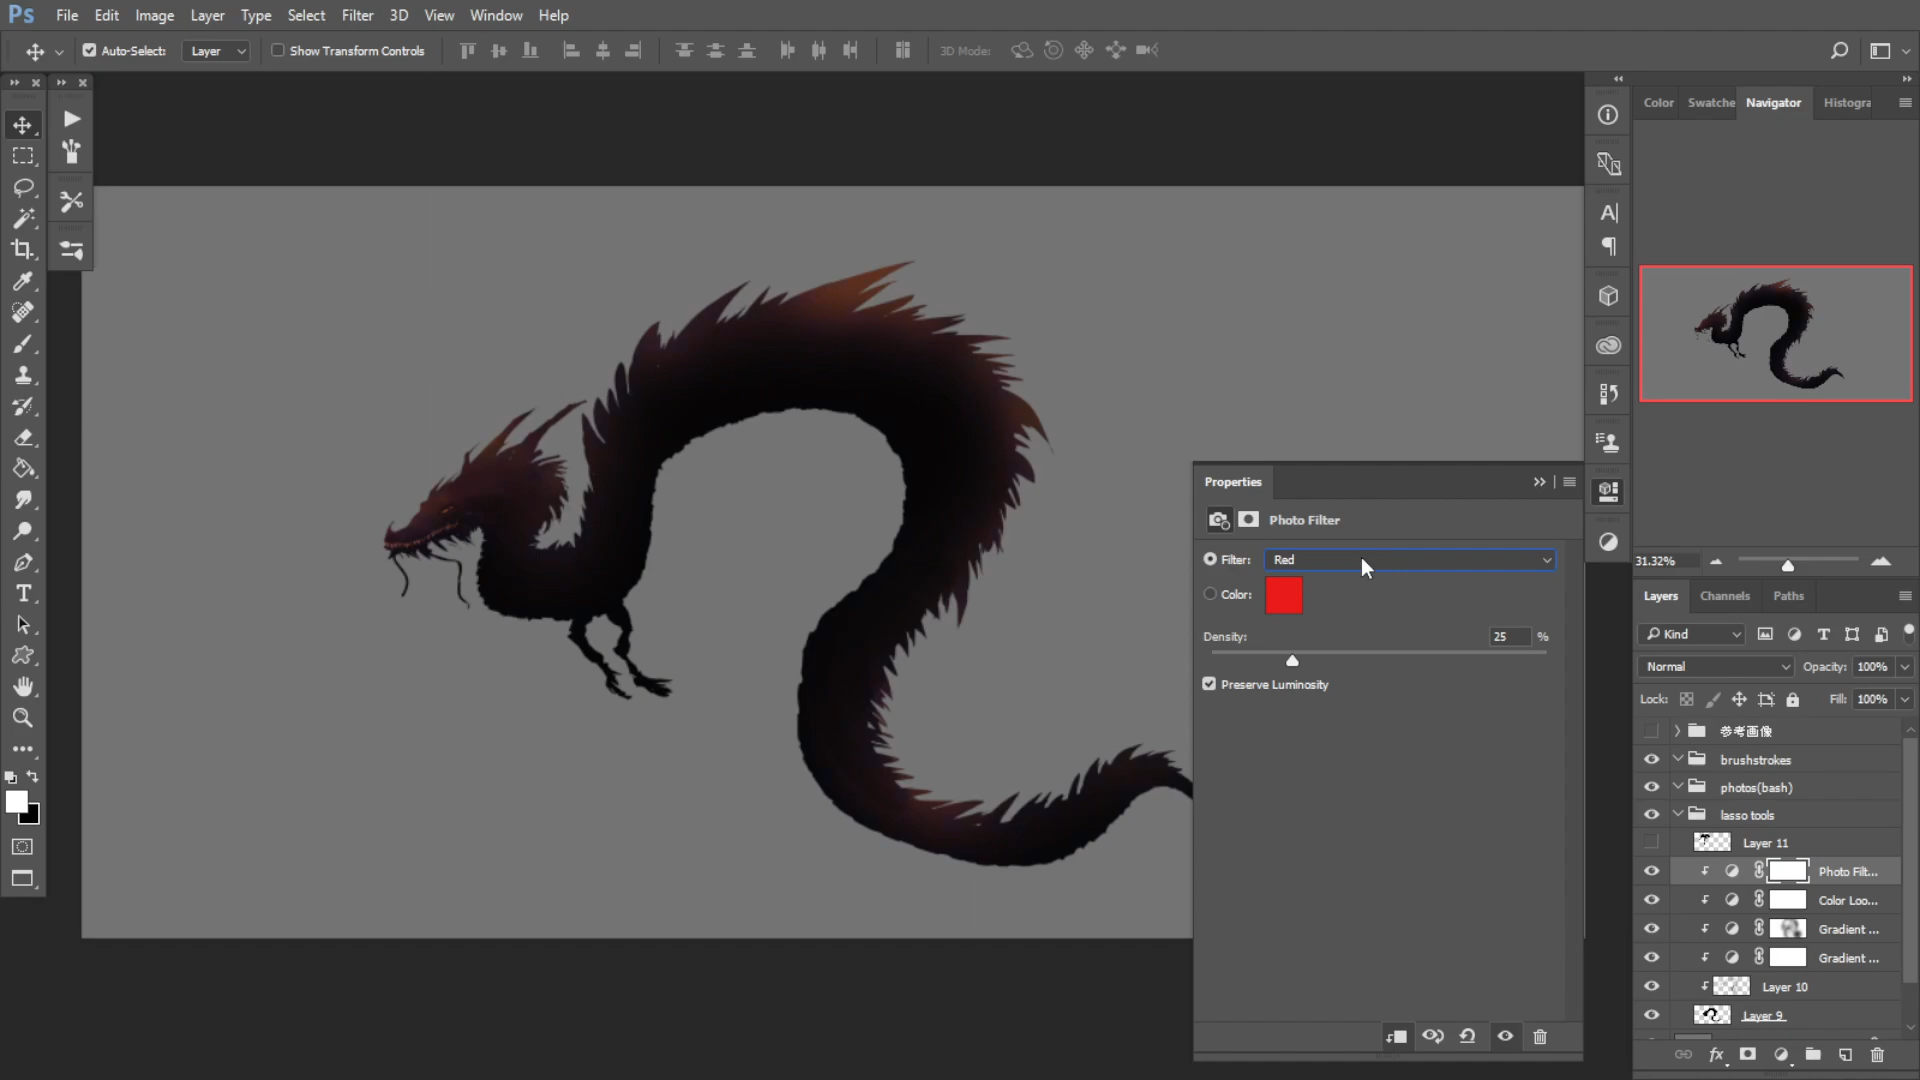 Ps File Edit Image Layer Type Select Filter 3D View Window Help
Auto-Select: Layer Show Transform Controls 3D Mode:
Color Swatche Navigator Histogra
31.32%
Properties
Photo Filter
Filter: Red
Color:
Density: 25 %
Preserve Luminosity
Layers Channels Paths
Kind
Normal Opacity: 100%
Lock: Fill: 100%
参考画像
brushstrokes
photos(bash)
lasso tools
Layer 11
Photo Filt...
Color Loo...
Gradient ...
Gradient ...
Layer 10
Layer 9
fx